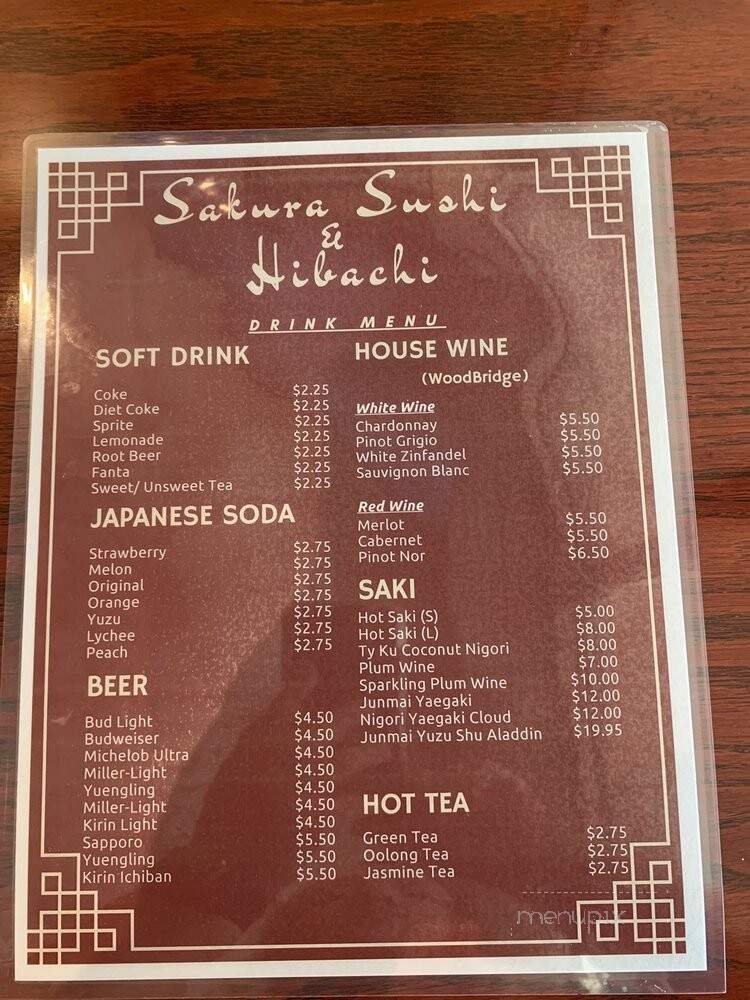 Sakura Sushi
&
Hibachi
DRINK MENU
SOFT DRINK
Coke $2.25
Diet Coke $2.25
Sprite $2.25
Lemonade $2.25
Root Beer $2.25
Fanta $2.25
Sweet/ Unsweet Tea $2.25
JAPANESE SODA
Strawberry $2.75
Melon $2.75
Original $2.75
Orange $2.75
Yuzu $2.75
Lychee $2.75
Peach $2.75
BEER
Bud Light $4.50
Budweiser $4.50
Michelob Ultra $4.50
Miller-Light $4.50
Yuengling $4.50
Miller-Light $4.50
Kirin Light $4.50
Sapporo $5.50
Yuengling $5.50
Kirin Ichiban $5.50
HOUSE WINE
(WoodBridge)
White Wine
Chardonnay $5.50
Pinot Grigio $5.50
White Zinfandel $5.50
Sauvignon Blanc $5.50
Red Wine
Merlot $5.50
Cabernet $5.50
Pinot Nor $6.50
SAKI
Hot Saki (S) $5.00
Hot Saki (L) $8.00
Ty Ku Coconut Nigori $8.00
Plum Wine $7.00
Sparkling Plum Wine $10.00
Junmai Yaegaki $12.00
Nigori Yaegaki Cloud $12.00
Junmai Yuzu Shu Aladdin $19.95
HOT TEA
Green Tea $2.75
Oolong Tea $2.75
Jasmine Tea $2.75
menupix